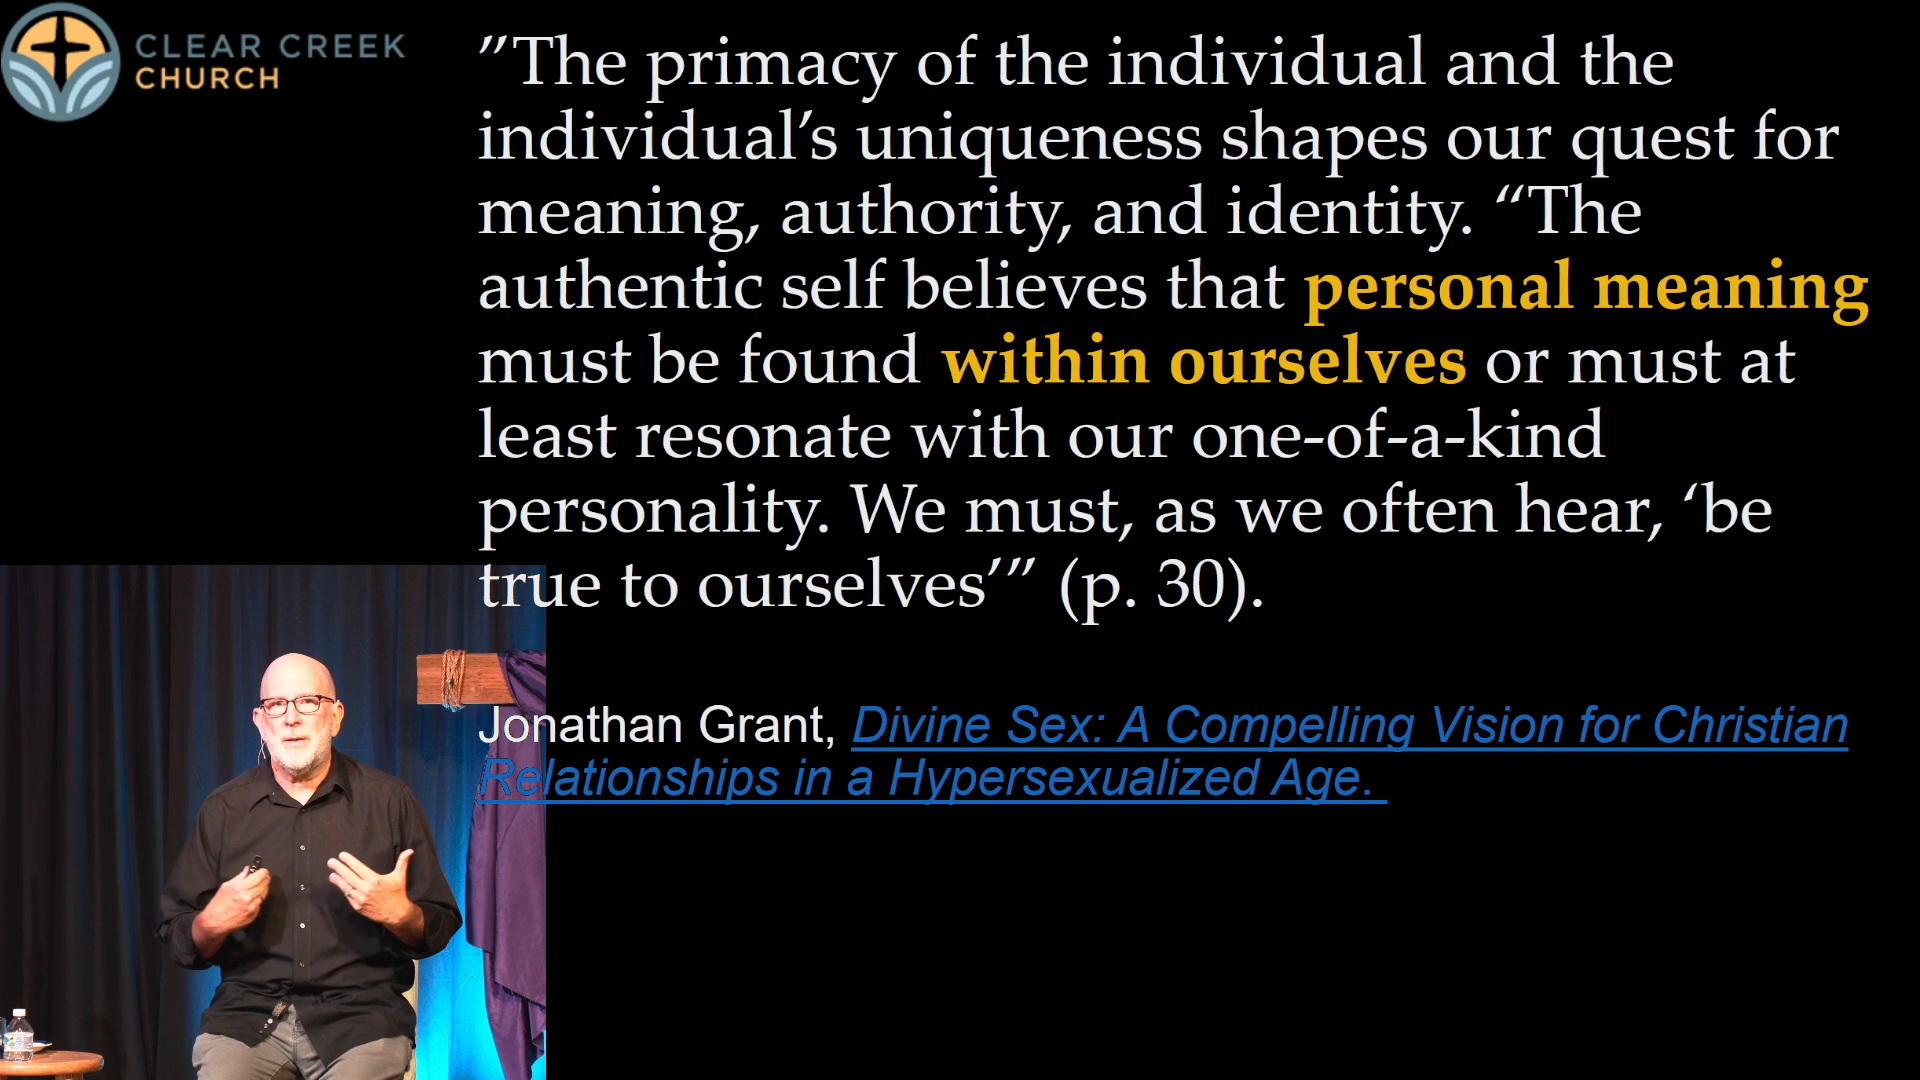 CLEAR CREEK
CHURCH
”The primacy of the individual and the
individual’s uniqueness shapes our quest for
meaning, authority, and identity. “The
authentic self believes that personal meaning
must be found within ourselves or must at
least resonate with our one-of-a-kind
personality. We must, as we often hear, ‘be
true to ourselves’” (p. 30).
Jonathan Grant, Divine Sex: A Compelling Vision for Christian
Relationships in a Hypersexualized Age.